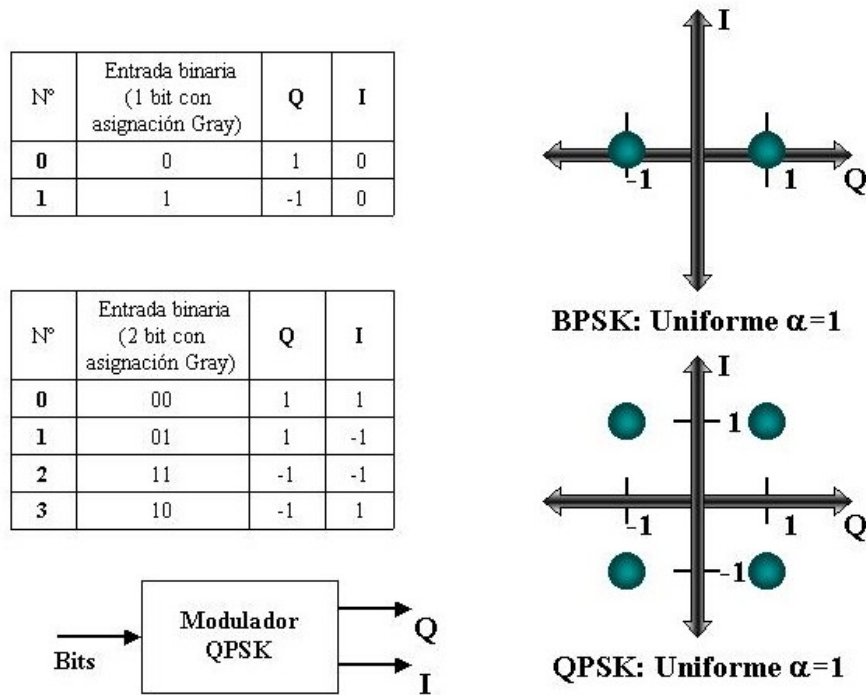 Nº
Entrada binaria
(1 bit con
asignación Gray)
Q
I
0
0
1
0
1
1
-1
0
I
-1
1
Q
BPSK: Uniforme α=1
Nº
Entrada binaria
(2 bit con
asignación Gray)
Q
I
0
00
1
1
1
01
1
-1
2
11
-1
-1
3
10
-1
1
I
1
-1
1
Q
-1
QPSK: Uniforme α=1
Bits
Modulador
QPSK
Q
I